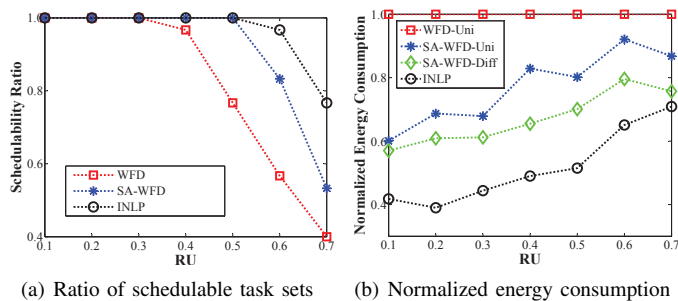 Schedulability Ratio
1.0
0.8
0.6
0.4
WFD
SA-WFD
INLP
0.1 0.2 0.3 0.4 0.5 0.6 0.7
RU
(a) Ratio of schedulable task sets
Normalized Energy Consumption
1.0
0.8
0.6
0.4
WFD-Uni
SA-WFD-Uni
SA-WFD-Diff
INLP
0.1 0.2 0.3 0.4 0.5 0.6 0.7
RU
(b) Normalized energy consumption